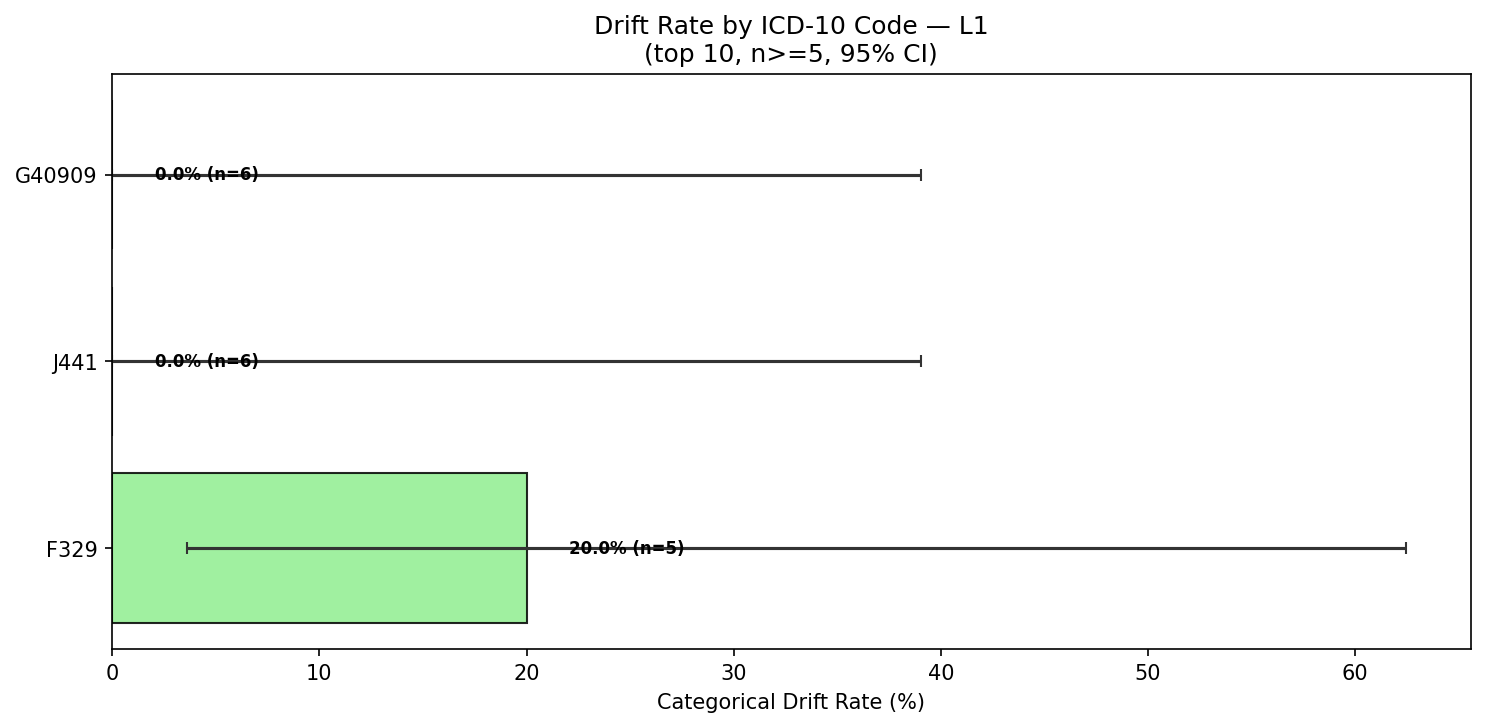 Drift Rate by ICD-10 Code — L1
(top 10, n>=5, 95% CI)
G40909
0.0% (n=6)
J441
0.0% (n=6)
F329
20.0% (n=5)
0 10 20 30 40 50 60
Categorical Drift Rate (%)